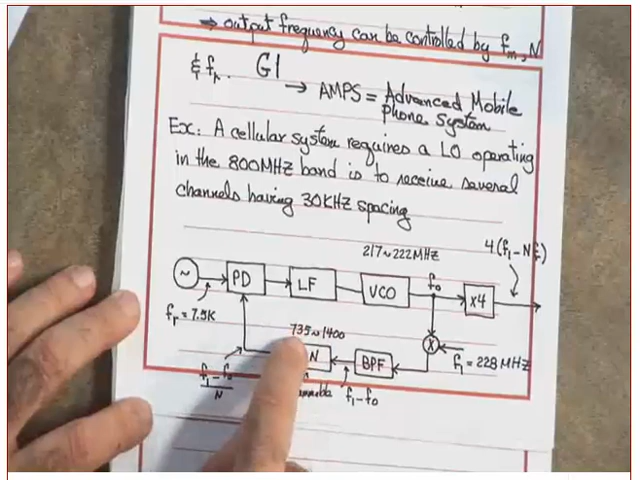 ⇒ output frequency can be controlled by fm, N
& fr. G1
→ AMPS = Advanced Mobile
Phone System
Ex: A cellular system requires a LO operating
in the 800MHz band is to receive several
channels having 30KHz spacing
217~222MHz
4(f1-Nfr)
~
PD
LF
VCO
f0
X4
fr = 7.5K
735~1400
X
f1 = 228 MHz
N
BPF
f1-f0
N
f1-f0